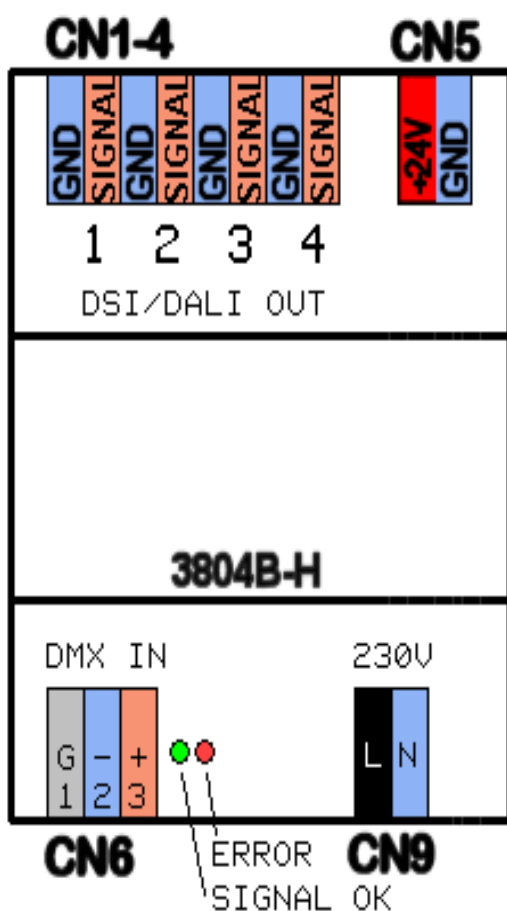 CN1-4 CN5
GND SIGNAL GND SIGNAL GND SIGNAL GND SIGNAL +24V GND
1 2 3 4
DSI/DALI OUT
3804B-H
DMX IN 230V
G - + L N
1 2 3
CN6 CN9
ERROR
SIGNAL OK